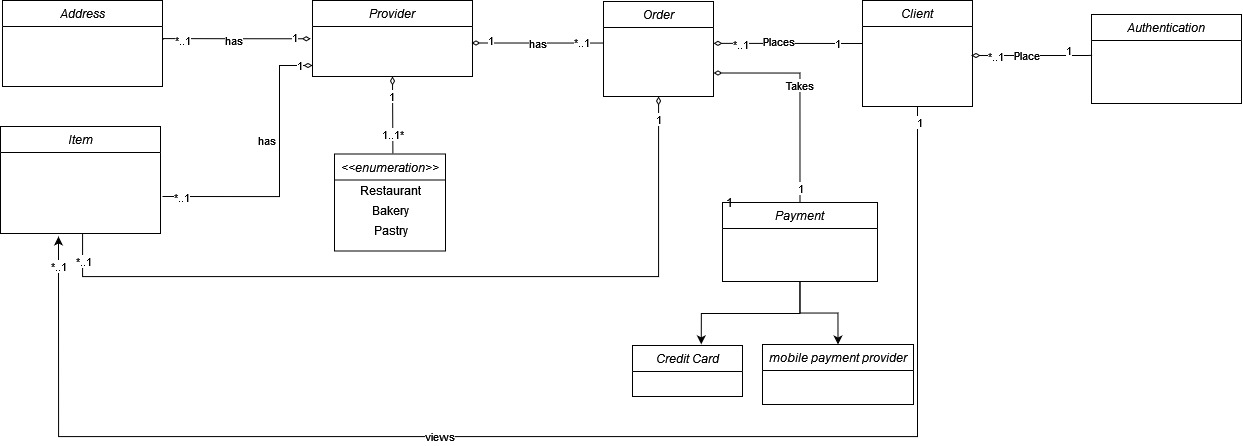 Address
Provider
Order
Client
Authentication
*..1
has
1
1
has
*..1
*..1
Places
1
*..1
Place
1
1
1
1..1*
Takes
1
1
Item
has
*..1
<<enumeration>>
Restaurant
Bakery
Pastry
1
1
Payment
*..1
*..1
Credit Card
mobile payment provider
views